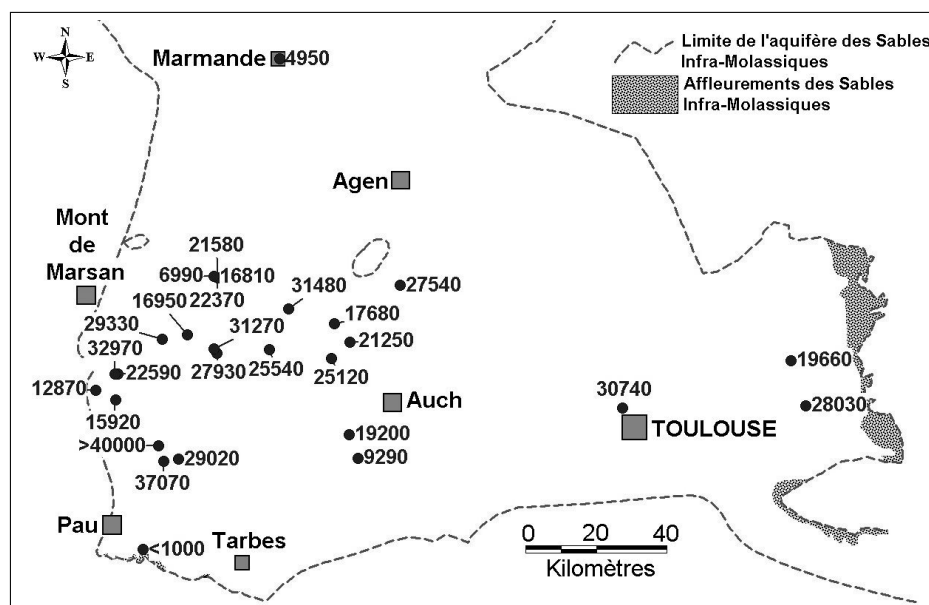 N
W E
S
Marmande
4950
Limite de l'aquifère des Sables
Infra-Molassiques
Affleurements des Sables
Infra-Molassiques
Agen
Mont
de
Marsan
21580
6990
16810
22370
31480
27540
16950
17680
29330
31270
21250
32970
22590
27930
25540
25120
19660
12870
15920
Auch
30740
28030
TOULOUSE
19200
>40000
29020
9290
37070
Pau
<1000
Tarbes
0 20 40
Kilomètres